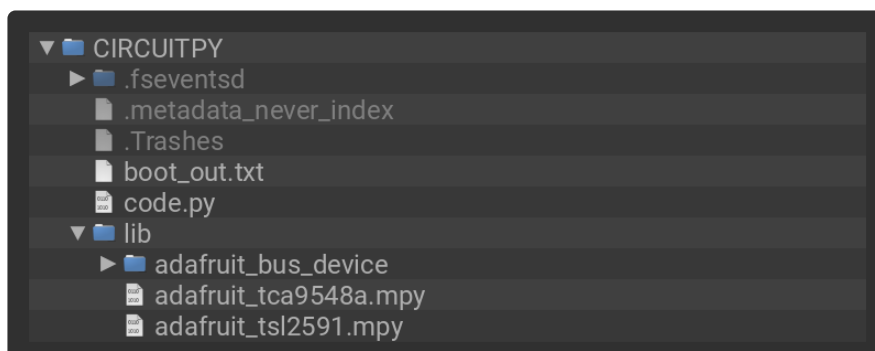 CIRCUITPY
.fseventsd
.metadata_never_index
.Trashes
boot_out.txt
code.py
lib
adafruit_bus_device
adafruit_tca9548a.mpy
adafruit_tsl2591.mpy